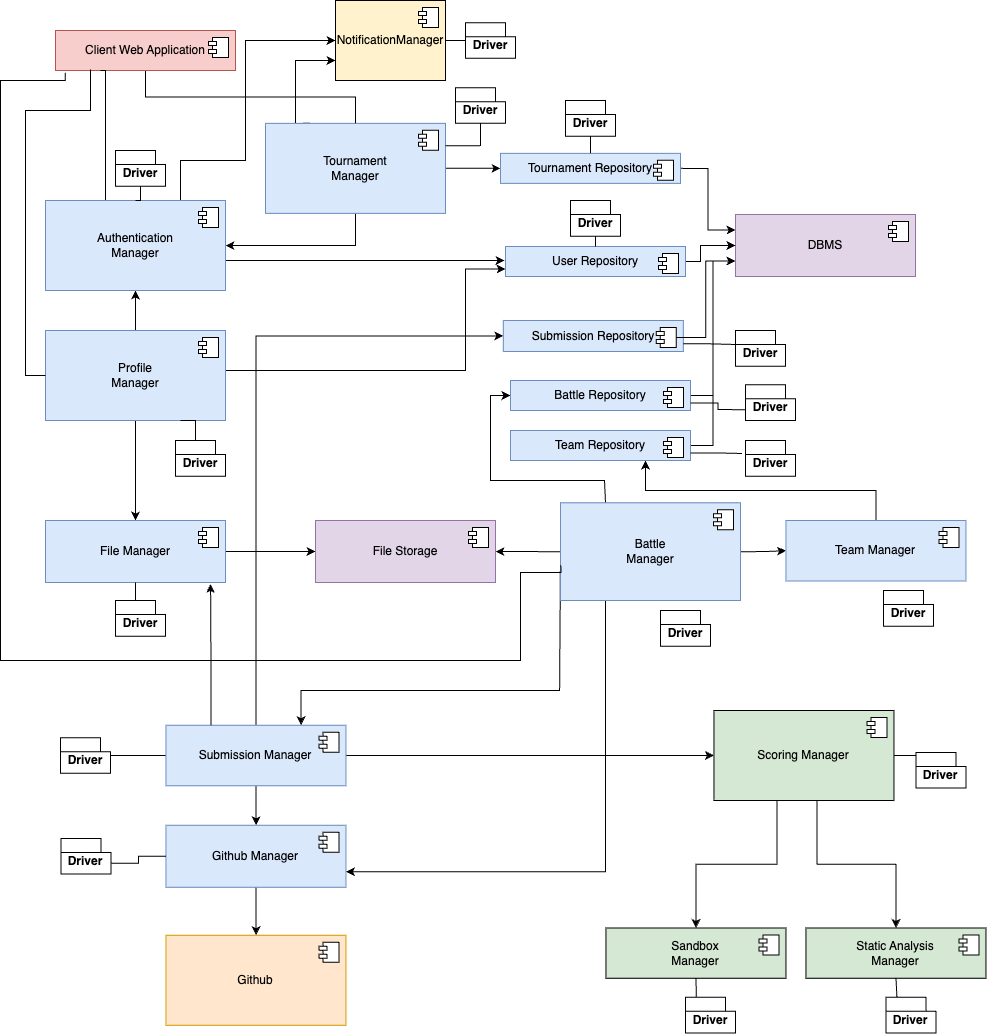 Client Web Application
NotificationManager
Driver
Driver
Driver
Tournament
Manager
Tournament Repository
Driver
Driver
Authentication
Manager
DBMS
User Repository
Submission Repository
Driver
Profile
Manager
Battle Repository
Driver
Team Repository
Driver
Driver
File Manager
File Storage
Battle
Manager
Team Manager
Driver
Driver
Driver
Driver
Submission Manager
Scoring Manager
Driver
Driver
Github Manager
Github
Sandbox
Manager
Static Analysis
Manager
Driver
Driver